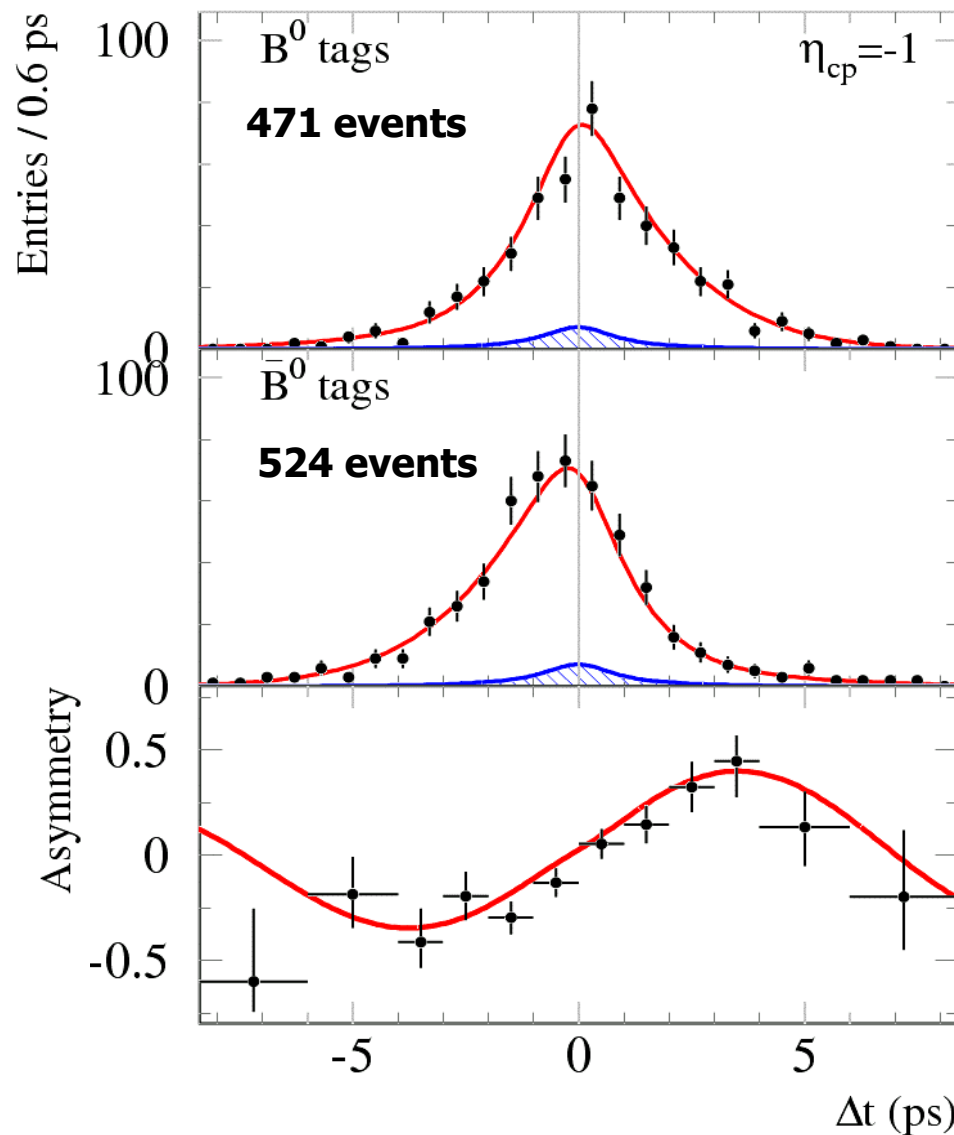 Entries / 0.6 ps
100
B⁰ tags
η_cp=-1
471 events
0
100
B̄⁰ tags
524 events
0
Asymmetry
0.5
0
-0.5
-5
0
5
Δt (ps)